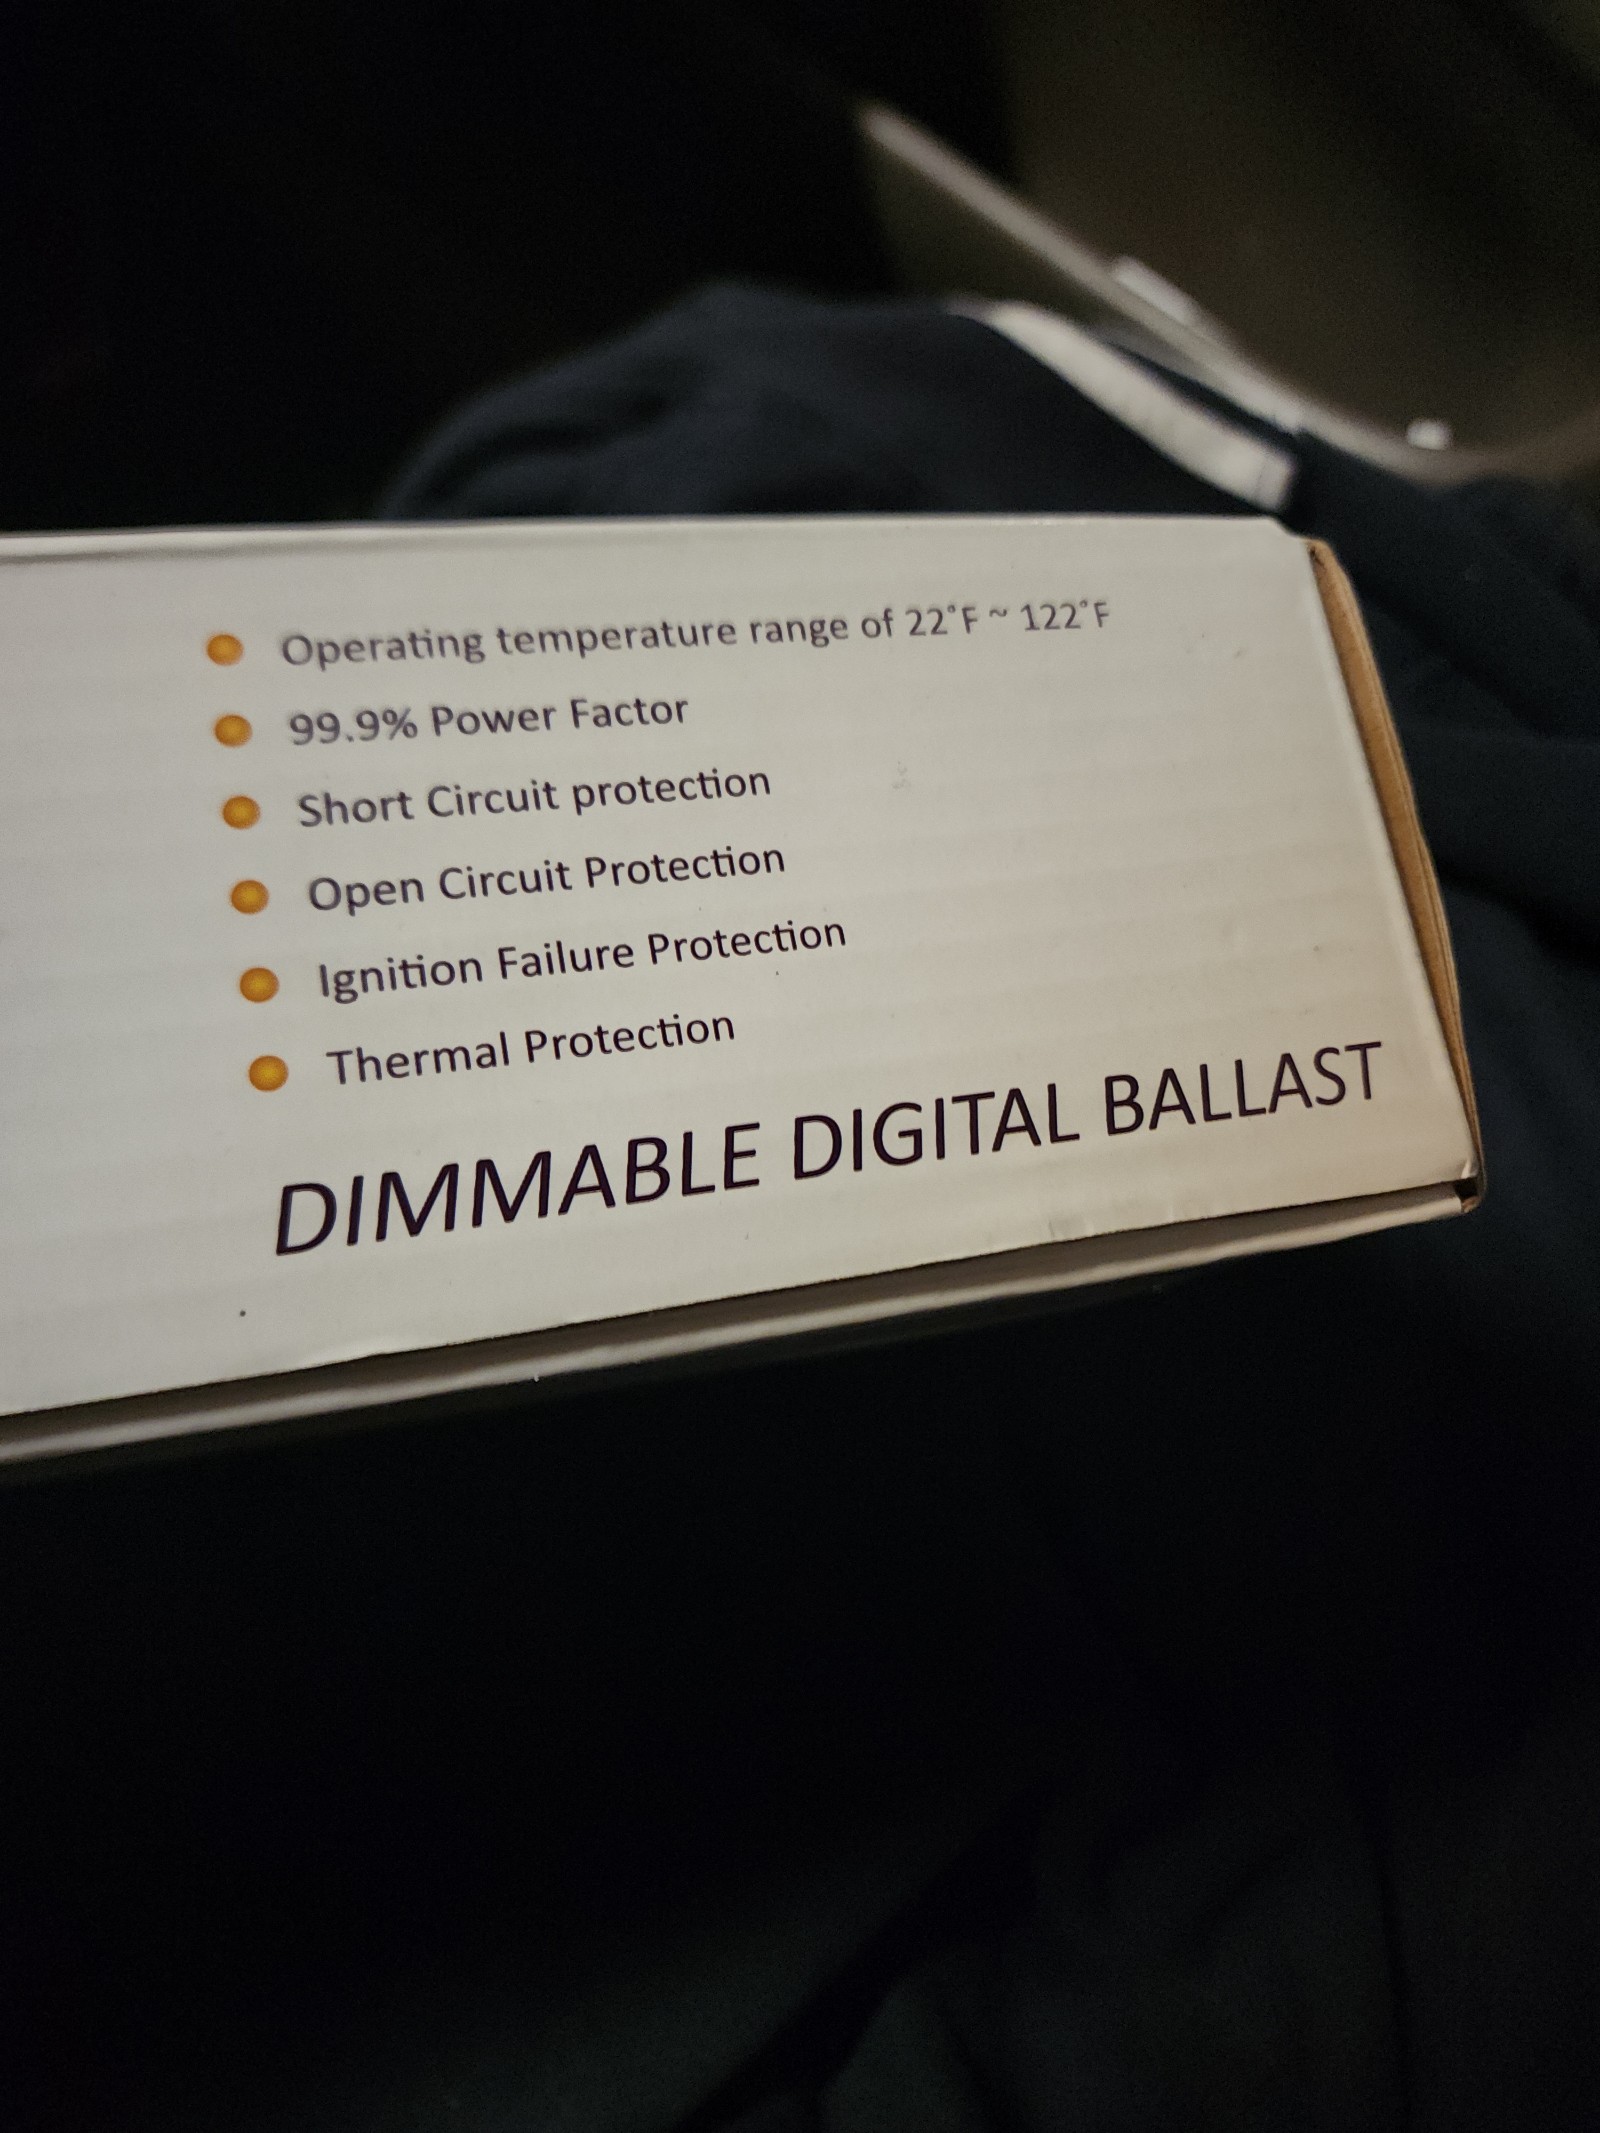 Operating temperature range of 22°F ~ 122°F
99.9% Power Factor
Short Circuit protection
Open Circuit Protection
Ignition Failure Protection
Thermal Protection
DIMMABLE DIGITAL BALLAST